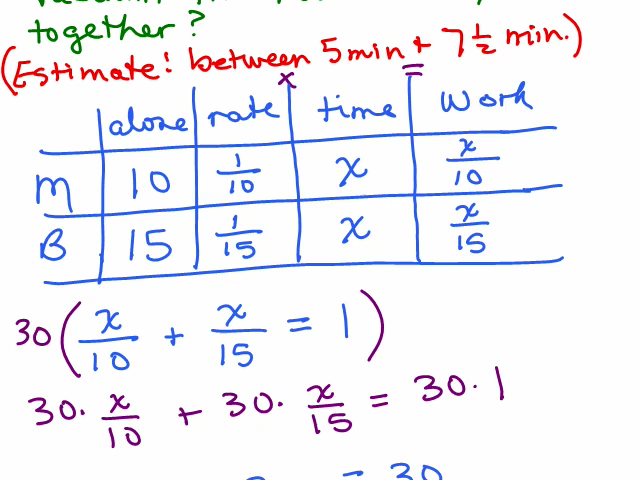 together?
(Estimate! between 5 min + 7 1/2 min.)
× =
alone rate time Work
M 10 1/10 x x/10
B 15 1/15 x x/15
30(x/10 + x/15 = 1)
30· x/10 + 30· x/15 = 30·1
= 30